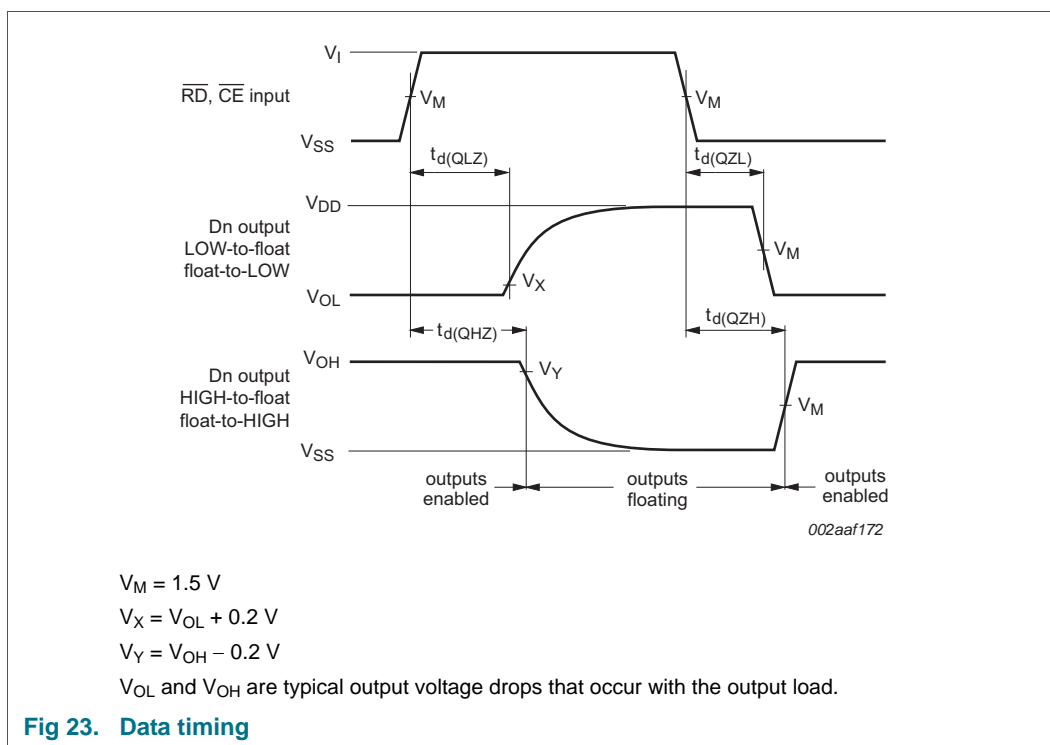 V_I
R̅D̅, C̅E̅ input
V_M
V_M
V_SS
t_d(QLZ)
t_d(QZL)
V_DD
Dn output
LOW-to-float
float-to-LOW
V_M
V_X
V_OL
t_d(QHZ)
t_d(QZH)
V_OH
V_Y
Dn output
HIGH-to-float
float-to-HIGH
V_M
V_SS
outputs
enabled
outputs
floating
outputs
enabled
002aaf172
V_M = 1.5 V
V_X = V_OL + 0.2 V
V_Y = V_OH − 0.2 V
V_OL and V_OH are typical output voltage drops that occur with the output load.
Fig 23. Data timing